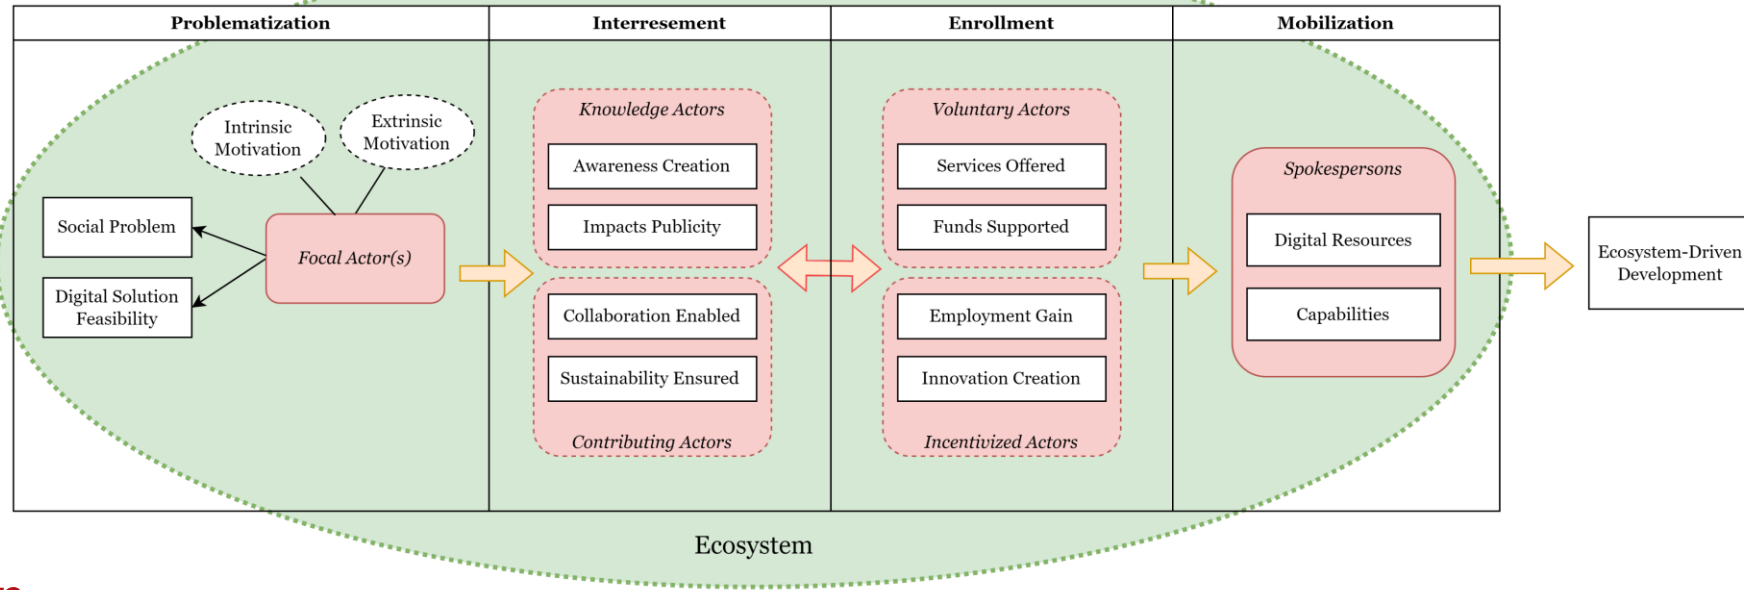 Problematization
Interresement
Enrollment
Mobilization
Intrinsic
Motivation
Extrinsic
Motivation
Social Problem
Digital Solution
Feasibility
Focal Actor(s)
Knowledge Actors
Awareness Creation
Impacts Publicity
Collaboration Enabled
Sustainability Ensured
Contributing Actors
Voluntary Actors
Services Offered
Funds Supported
Employment Gain
Innovation Creation
Incentivized Actors
Spokespersons
Digital Resources
Capabilities
Ecosystem-Driven
Development
Ecosystem